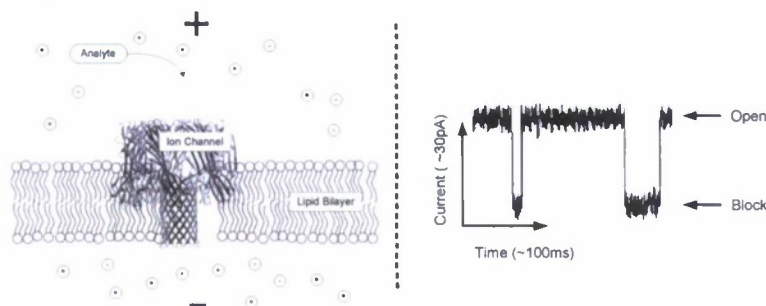 +
Analyte
Ion Channel
Lipid Bilayer
−
Current ( ~30pA)
Time (~100ms)
Open
Block